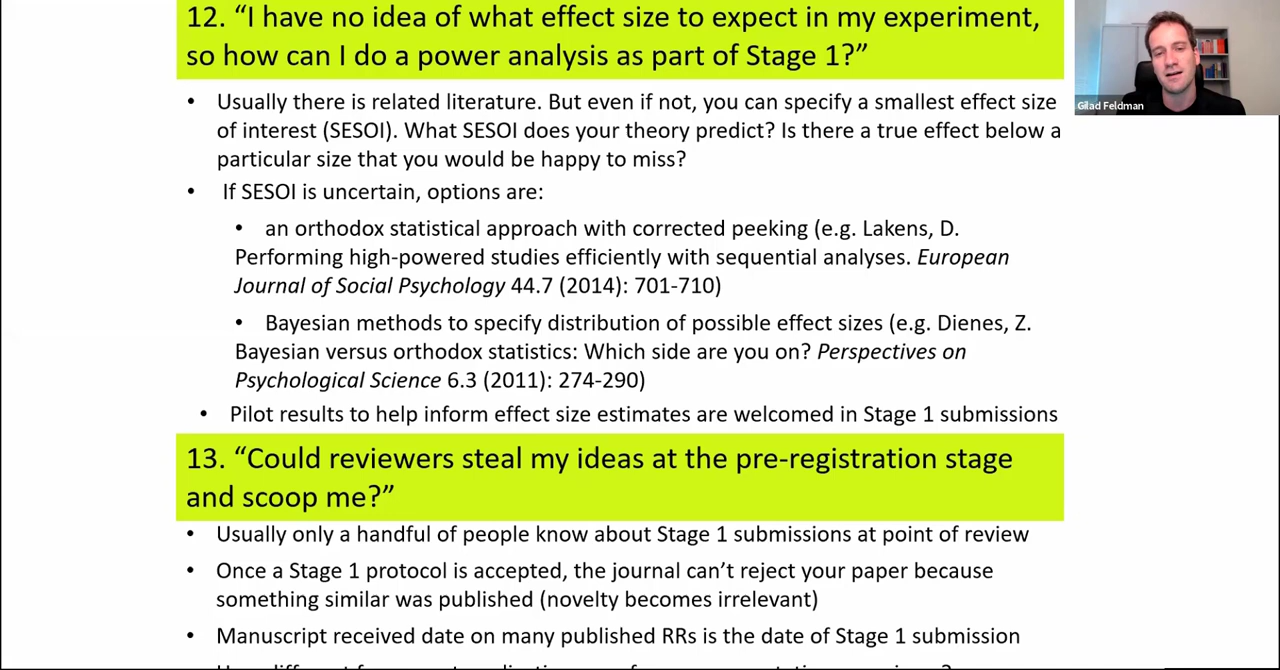 12. “I have no idea of what effect size to expect in my experiment,
so how can I do a power analysis as part of Stage 1?”
• Usually there is related literature. But even if not, you can specify a smallest effect size
of interest (SESOI). What SESOI does your theory predict? Is there a true effect below a
particular size that you would be happy to miss?
• If SESOI is uncertain, options are:
• an orthodox statistical approach with corrected peeking (e.g. Lakens, D.
Performing high-powered studies efficiently with sequential analyses. European
Journal of Social Psychology 44.7 (2014): 701-710)
• Bayesian methods to specify distribution of possible effect sizes (e.g. Dienes, Z.
Bayesian versus orthodox statistics: Which side are you on? Perspectives on
Psychological Science 6.3 (2011): 274-290)
• Pilot results to help inform effect size estimates are welcomed in Stage 1 submissions
13. “Could reviewers steal my ideas at the pre-registration stage
and scoop me?”
• Usually only a handful of people know about Stage 1 submissions at point of review
• Once a Stage 1 protocol is accepted, the journal can’t reject your paper because
something similar was published (novelty becomes irrelevant)
• Manuscript received date on many published RRs is the date of Stage 1 submission
Gilad Feldman